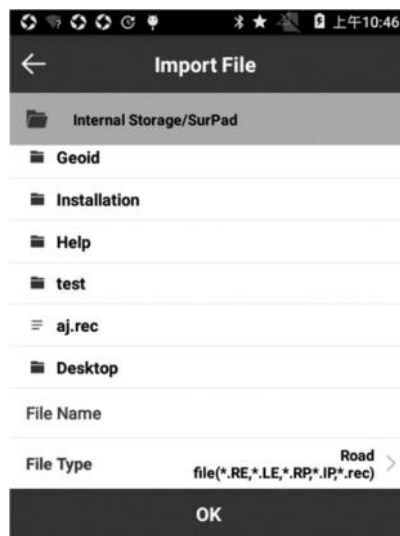 上午10:46
Import File
Internal Storage/SurPad
Geoid
Installation
Help
test
aj.rec
Desktop
File Name
File Type
Road
file(*.RE,*.LE,*.RP,*.IP,*.rec)
OK